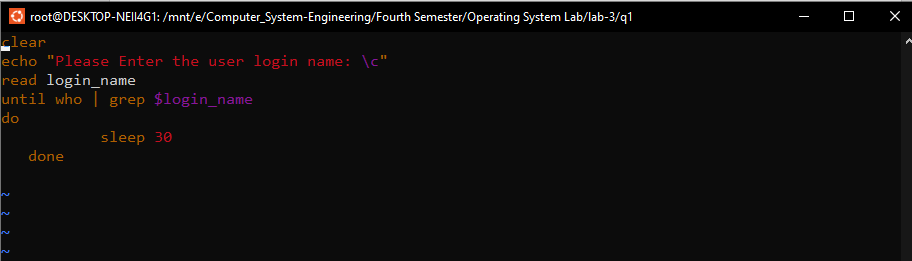 root@DESKTOP-NEII4G1: /mnt/e/Computer_System-Engineering/Fourth Semester/Operating System Lab/lab-3/q1
clear
echo "Please Enter the user login name: \c"
read login_name
until who | grep $login_name
do
           sleep 30
   done
~
~
~
~